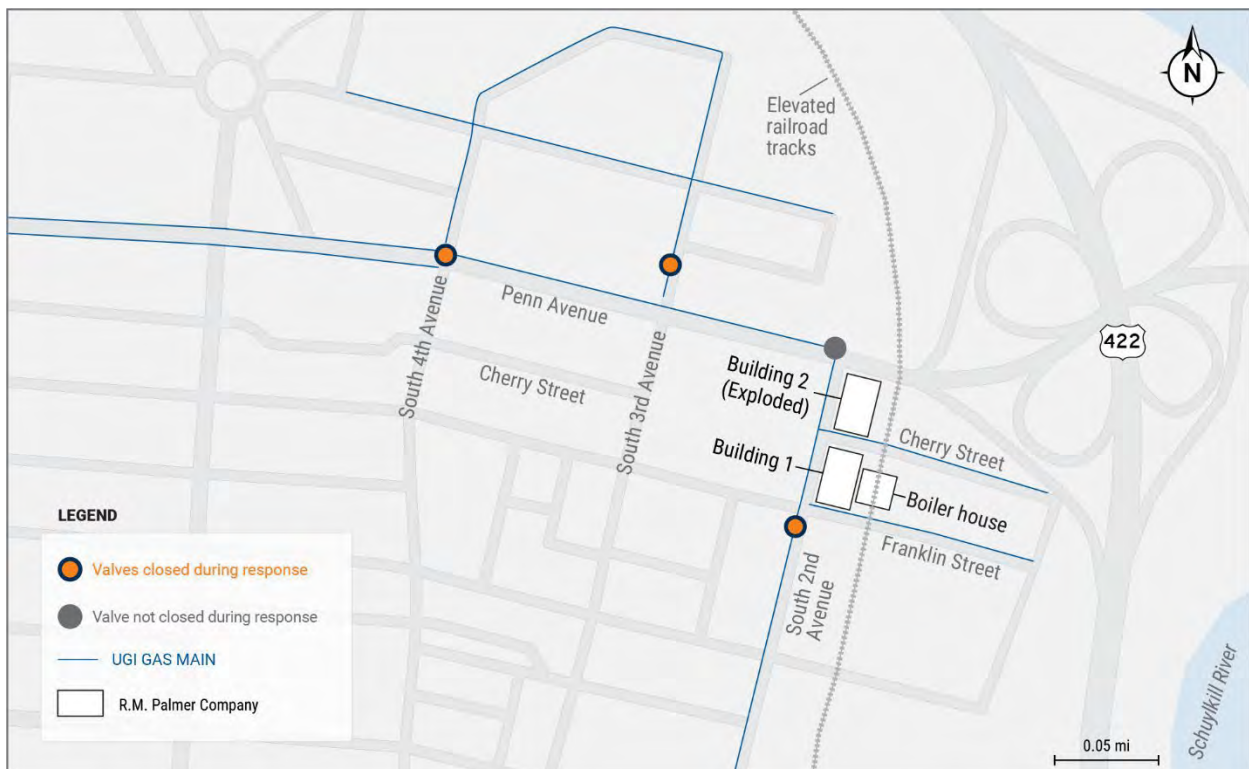 N
Elevated
railroad
tracks
422
Penn Avenue
South 4th Avenue
Cherry Street
South 3rd Avenue
Building 2
(Exploded)
Cherry Street
Building 1
Boiler house
Franklin Street
South 2nd
Avenue
Schuylkill River
LEGEND
Valves closed during response
Valve not closed during response
UGI GAS MAIN
R.M. Palmer Company
0.05 mi